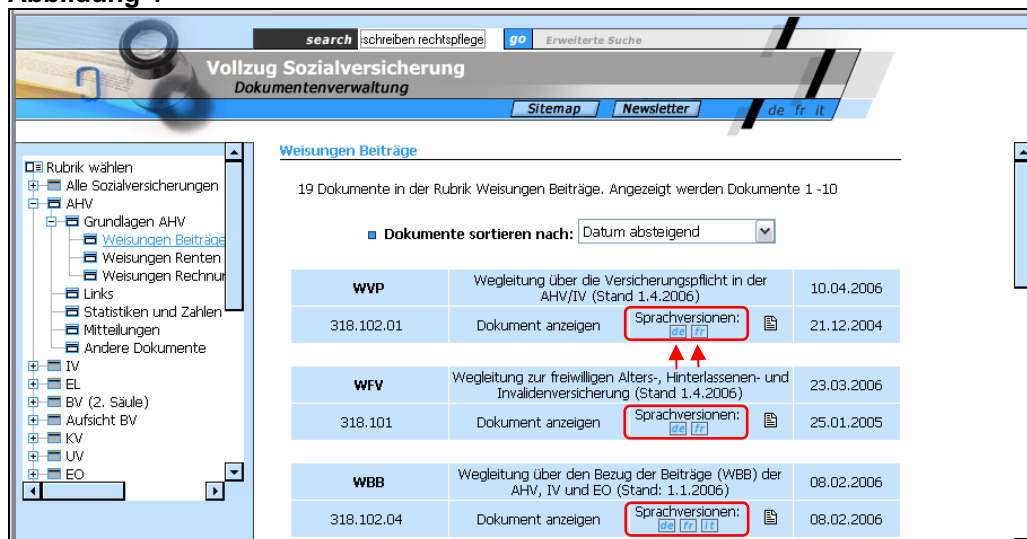 search schreiben rechtspflege go Erweiterte Suche
Vollzug Sozialversicherung
Dokumentenverwaltung
Sitemap Newsletter de fr it
Rubrik wählen
Alle Sozialversicherungen
AHV
Grundlagen AHV
Weisungen Beiträge
Weisungen Renten
Weisungen Rechnur
Links
Statistiken und Zahlen
Mitteilungen
Andere Dokumente
IV
EL
BV (2. Säule)
Aufsicht BV
KV
UV
EO
Weisungen Beiträge
19 Dokumente in der Rubrik Weisungen Beiträge. Angezeigt werden Dokumente 1 -10
Dokumente sortieren nach: Datum absteigend
WVP Wegleitung über die Versicherungspflicht in der AHV/IV (Stand 1.4.2006) 10.04.2006
318.102.01 Dokument anzeigen Sprachversionen: de fr 21.12.2004
WFV Wegleitung zur freiwilligen Alters-, Hinterlassenen- und Invalidenversicherung (Stand 1.4.2006) 23.03.2006
318.101 Dokument anzeigen Sprachversionen: de fr 25.01.2005
WBB Wegleitung über den Bezug der Beiträge (WBB) der AHV, IV und EO (Stand: 1.1.2006) 08.02.2006
318.102.04 Dokument anzeigen Sprachversionen: de fr it 08.02.2006